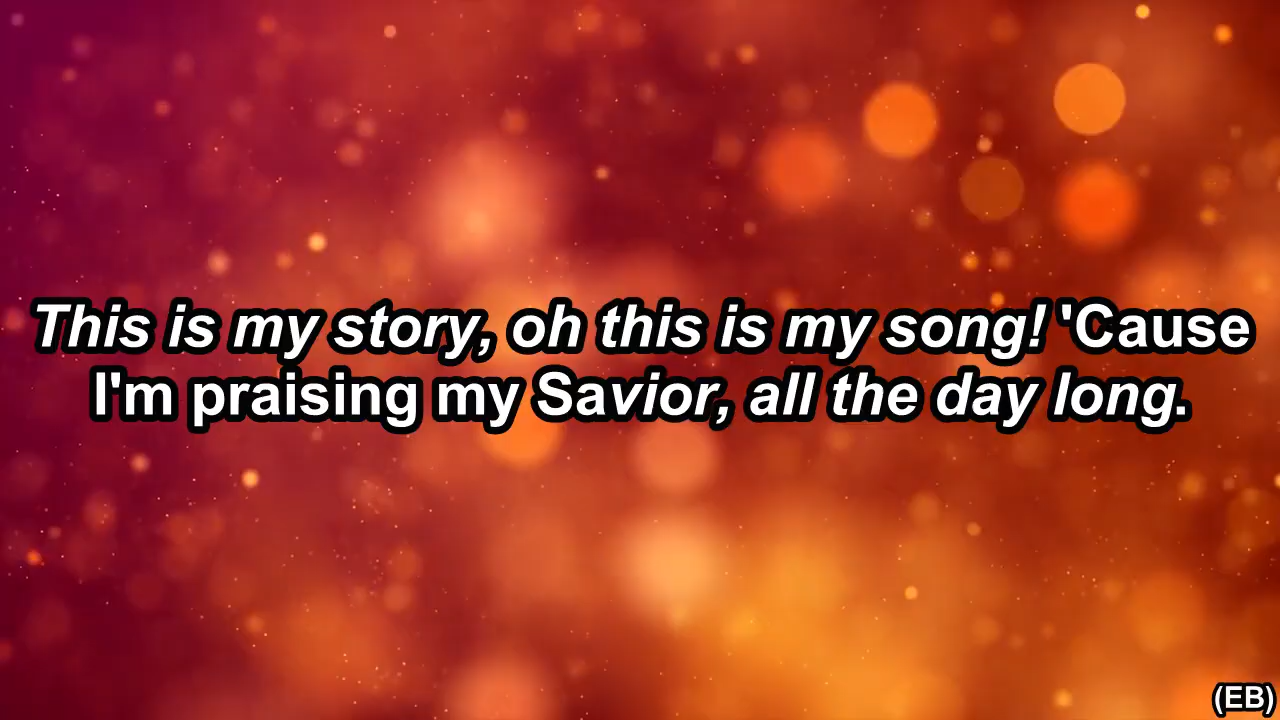 This is my story, oh this is my song! 'Cause
I'm praising my Savior, all the day long.
(EB)